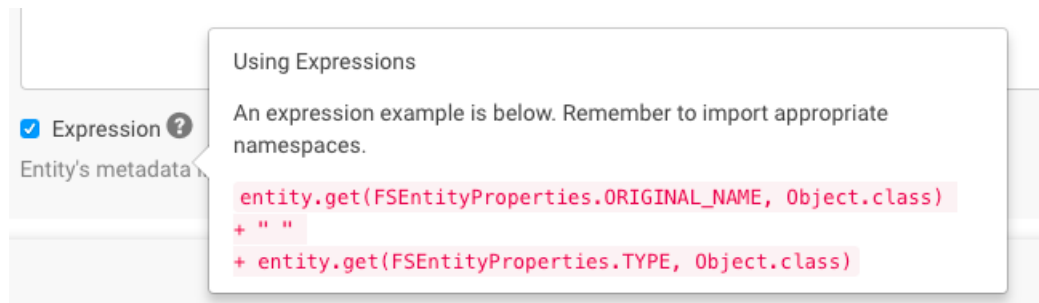 Using Expressions
An expression example is below. Remember to import appropriate
namespaces.
Expression ?
Entity's metadata
entity.get(FSEntityProperties.ORIGINAL_NAME, Object.class)
+ " "
+ entity.get(FSEntityProperties.TYPE, Object.class)